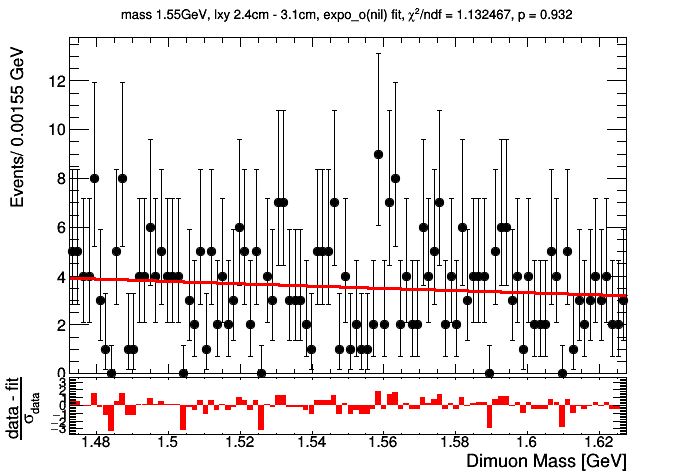 mass 1.55GeV, lxy 2.4cm - 3.1cm, expo_o(nil) fit, χ²/ndf = 1.132467, p = 0.932
Events/ 0.00155 GeV
12
10
8
6
4
2
0
data - fit
σdata
3
2
1
0
−1
−2
−3
1.48 1.5 1.52 1.54 1.56 1.58 1.6 1.62
Dimuon Mass [GeV]